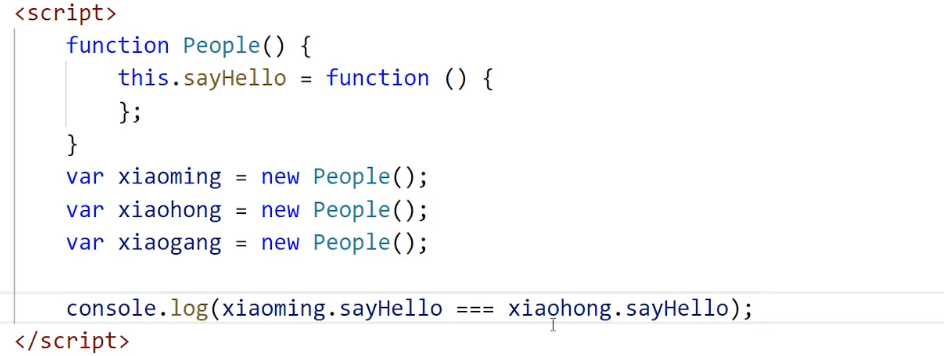 <script>
function People() {
this.sayHello = function () {
};
}
var xiaoming = new People();
var xiaohong = new People();
var xiaogang = new People();
console.log(xiaoming.sayHello === xiaohong.sayHello);
</script>